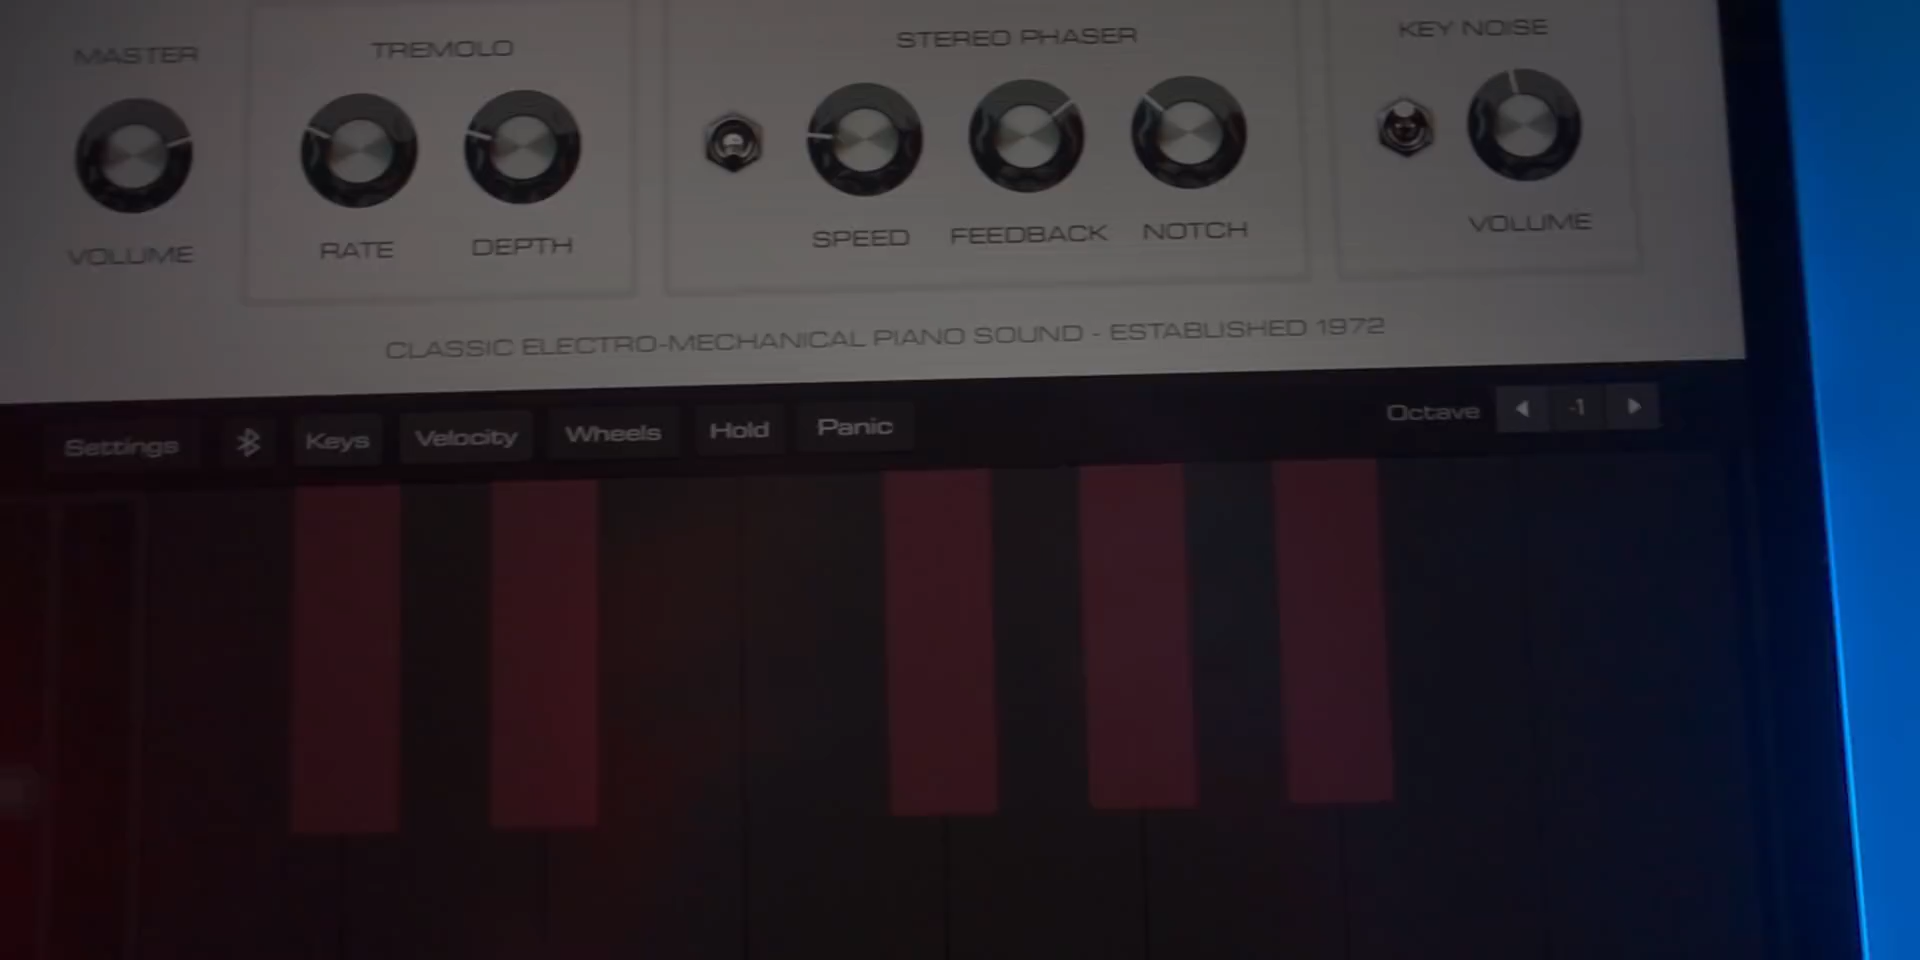 MASTER
TREMOLO
STEREO PHASER
KEY NOISE
VOLUME
RATE
DEPTH
SPEED
FEEDBACK
NOTCH
VOLUME
CLASSIC ELECTRO-MECHANICAL PIANO SOUND - ESTABLISHED 1972
Settings
Keys
Velocity
Wheels
Hold
Panic
Octave
-1